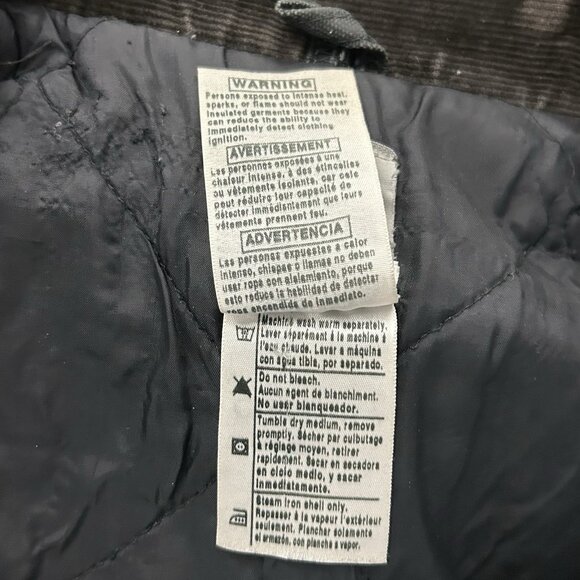 WARNING
Persons exposed to intense heat,
sparks, or flame should not wear
insulated garments because they
can reduce the ability to
immediately detect clothing
ignition.
AVERTISSEMENT
Les personnes exposées à une
chaleur intense, à des étincelles
ou vêtements isolants, car cele
peut réduire leur capacité de
détecter immédiantment que leurs
vêtements prennent feu.
ADVERTENCIA
Las personas expuestas a calor
intenso, chispas o llamas no deben
usar ropa con aislamiento, porque
esto reduce la habilidad de detectar
ropa encendida de inmediato.
Machine wash warm separately.
Laver séparément à la machine à
l'eau chaude. Lavar a máquina
con agua tibia, por separado.
Do not bleach.
Aucun agent de blanchiment.
No usar blanqueador.
Tumble dry medium, remove
promptly. Sécher par culbutage
à réglage moyen, retirer
rapidement. Secar en secadora
en ciclo medio, y sacar
inmediatamente.
Steam iron shell only.
Repasser à la vapeur l'extérieur
seulement. Planchar solamente
el armazón, con plancha a vapor.